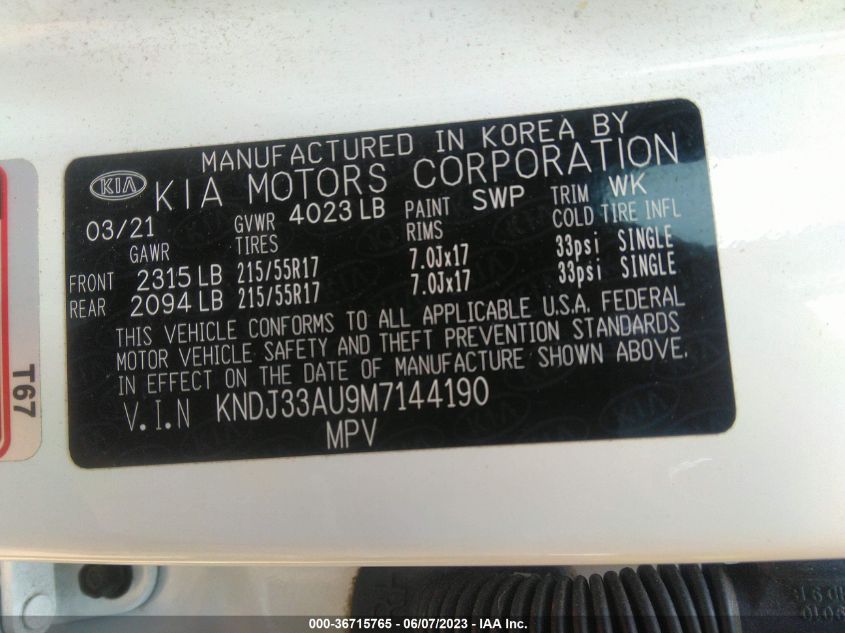 MANUFACTURED IN KOREA BY
KIA KIA MOTORS CORPORATION
03/21 GVWR 4023 LB PAINT SWP TRIM WK
GAWR TIRES RIMS COLD TIRE INFL
FRONT 2315 LB 215/55R17 7.0Jx17 33psi SINGLE
REAR 2094 LB 215/55R17 7.0Jx17 33psi SINGLE
THIS VEHICLE CONFORMS TO ALL APPLICABLE U.S.A. FEDERAL
MOTOR VEHICLE SAFETY AND THEFT PREVENTION STANDARDS
IN EFFECT ON THE DATE OF MANUFACTURE SHOWN ABOVE.
V.I.N KNDJ33AU9M7144190
MPV
T67
000-36715765 - 06/07/2023 - IAA Inc.